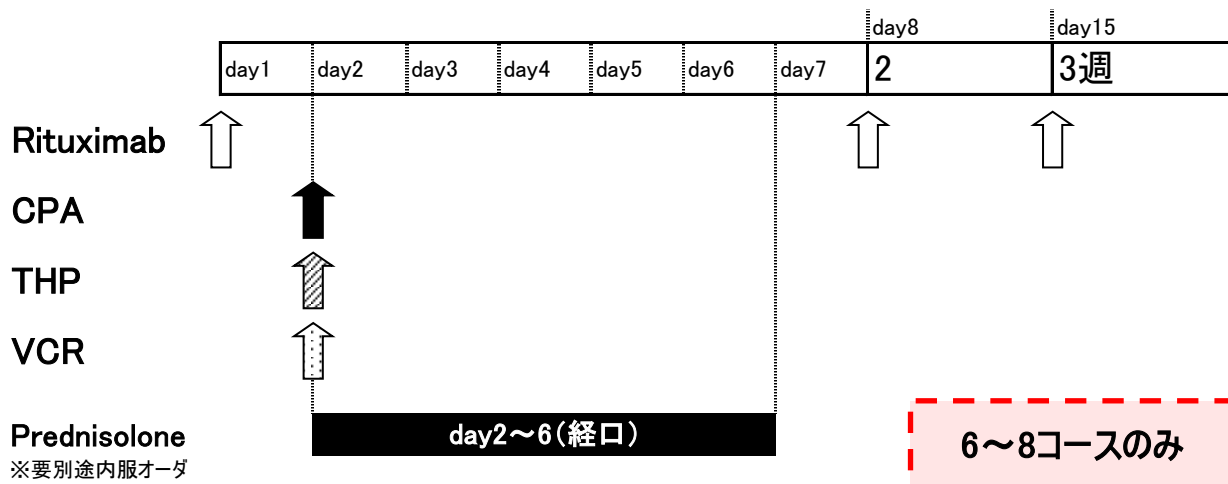 day8 day15
day1 day2 day3 day4 day5 day6 day7 2 3週
Rituximab
CPA
THP
VCR
Prednisolone day2～6(経口)
※要別途内服オーダ
6～8コースのみ